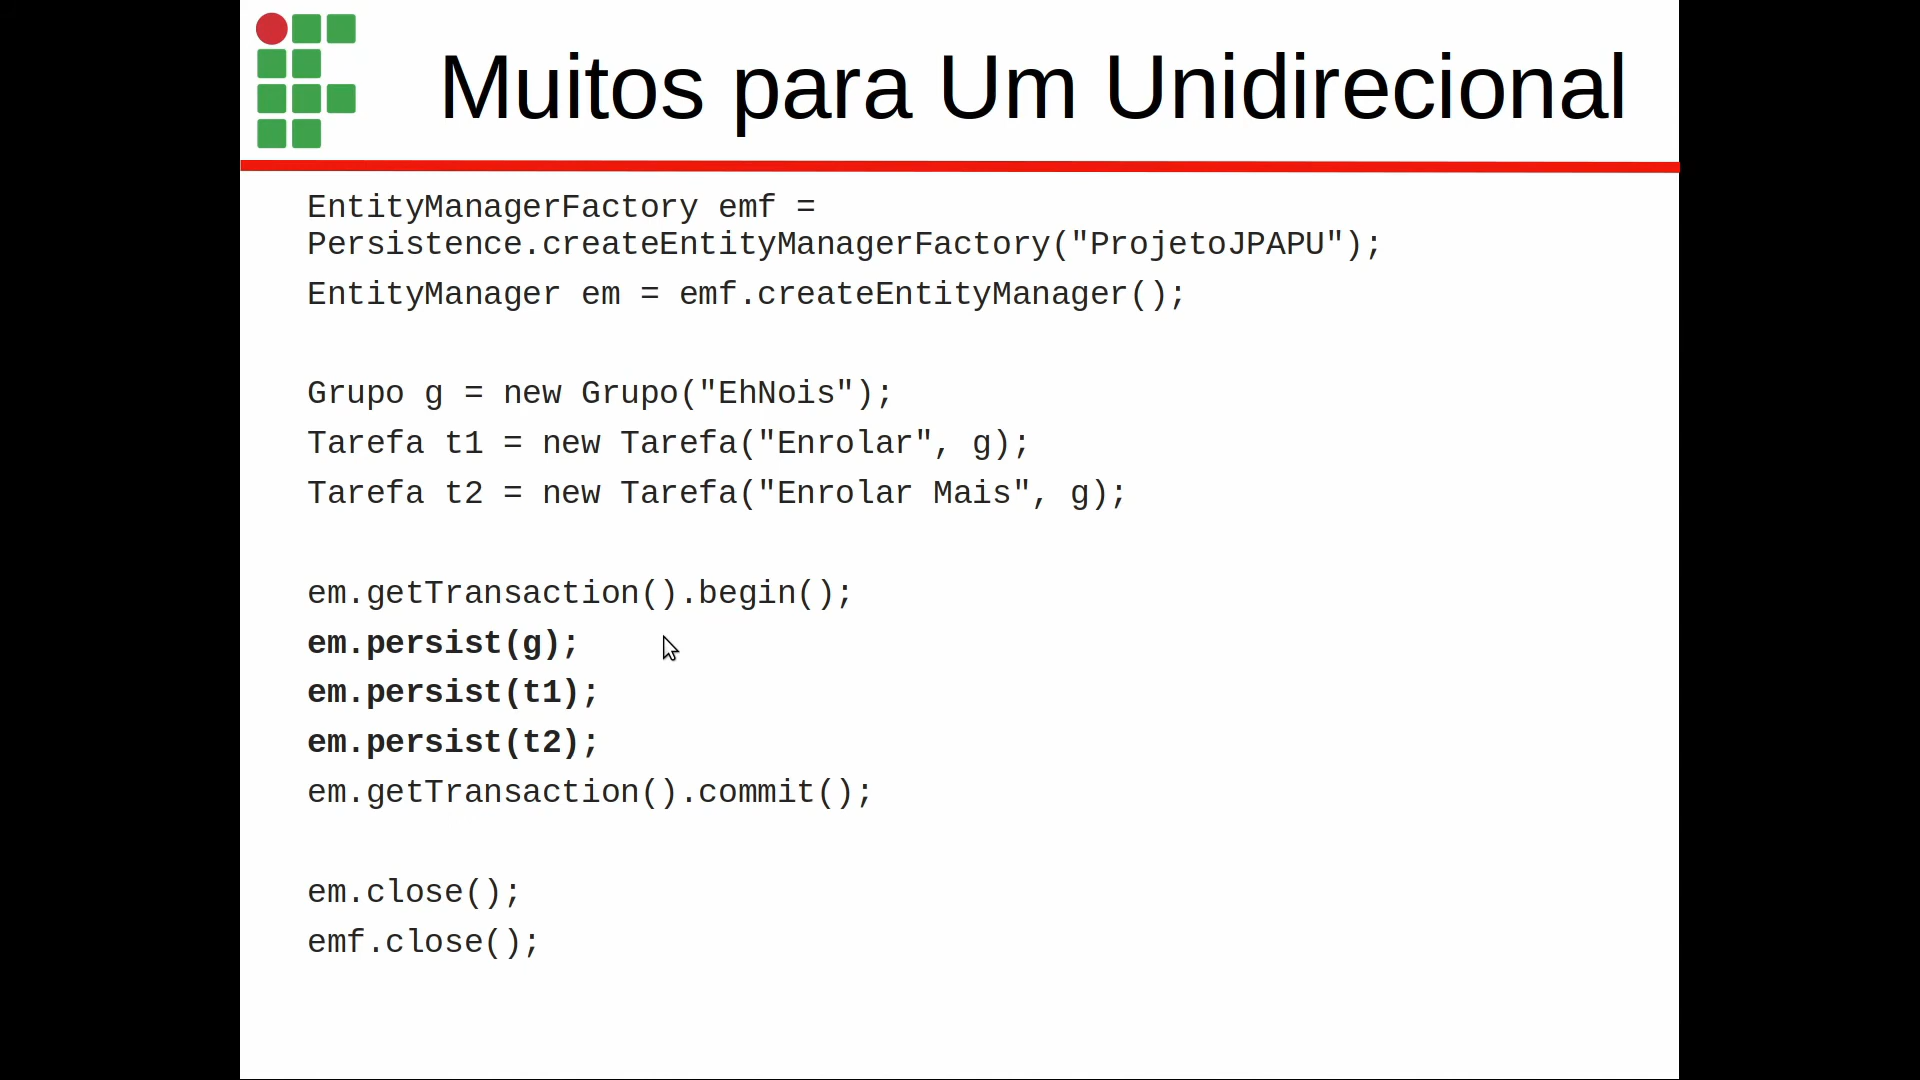 Muitos para Um Unidirecional
EntityManagerFactory emf =
Persistence.createEntityManagerFactory("ProjetoJPAPU");
EntityManager em = emf.createEntityManager();
Grupo g = new Grupo("EhNois");
Tarefa t1 = new Tarefa("Enrolar", g);
Tarefa t2 = new Tarefa("Enrolar Mais", g);
em.getTransaction().begin();
em.persist(g);
em.persist(t1);
em.persist(t2);
em.getTransaction().commit();
em.close();
emf.close();